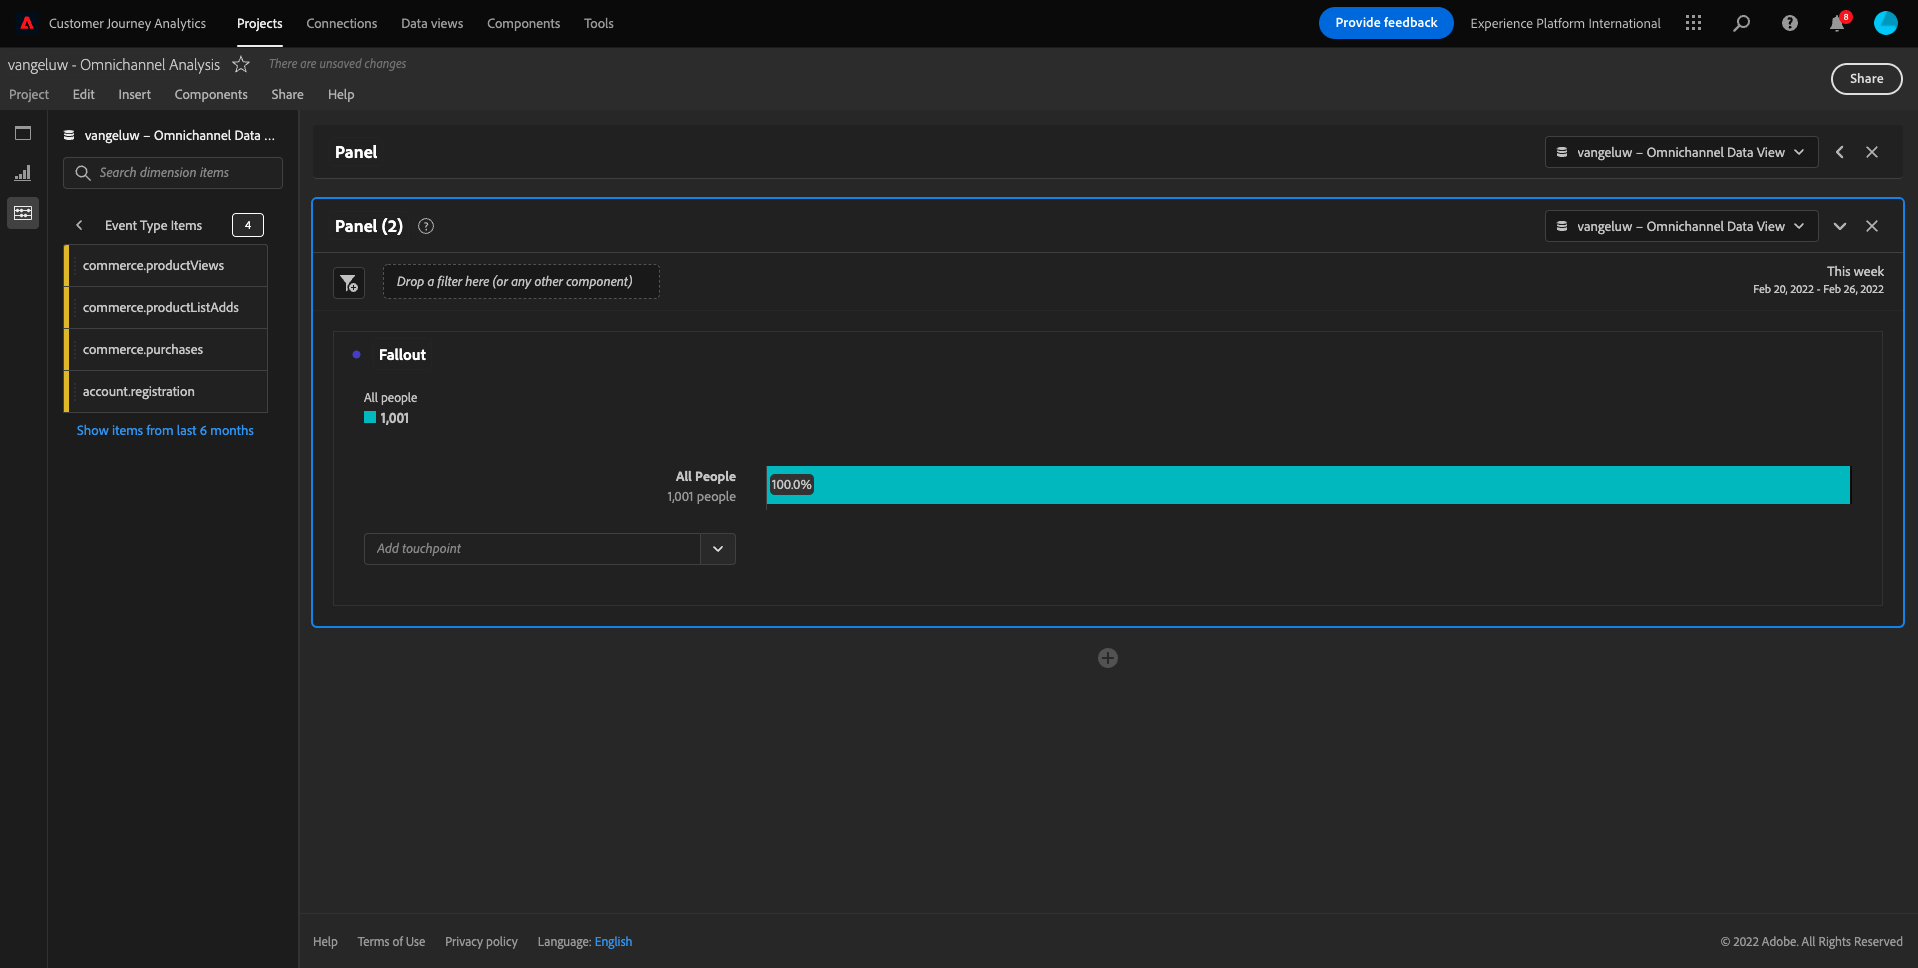 Customer Journey Analytics
Projects
Connections
Data views
Components
Tools
Provide feedback
Experience Platform International
8
vangeluw - Omnichannel Analysis
There are unsaved changes
Project
Edit
Insert
Components
Share
Help
Share
vangeluw – Omnichannel Data ...
Search dimension items
Event Type Items
4
commerce.productViews
commerce.productListAdds
commerce.purchases
account.registration
Show items from last 6 months
Panel
vangeluw – Omnichannel Data View
Panel (2)
?
vangeluw – Omnichannel Data View
Drop a filter here (or any other component)
This week
Feb 20, 2022 - Feb 26, 2022
Fallout
All people
1,001
All People
1,001 people
100.0%
Add touchpoint
Help
Terms of Use
Privacy policy
Language: English
© 2022 Adobe. All Rights Reserved